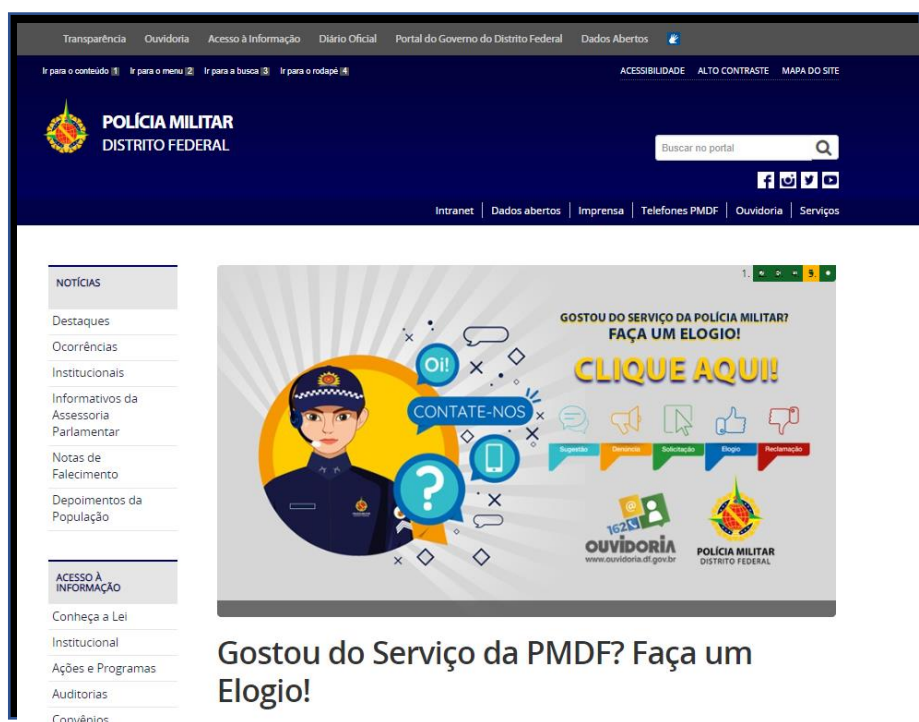 Transparência Ouvidoria Acesso à Informação Diário Oficial Portal do Governo do Distrito Federal Dados Abertos
Ir para o conteúdo 1 Ir para o menu 2 Ir para a busca 3 Ir para o rodapé 4 ACESSIBILIDADE ALTO CONTRASTE MAPA DO SITE
POLÍCIA MILITAR
DISTRITO FEDERAL
Buscar no portal
Intranet Dados abertos Imprensa Telefones PMDF Ouvidoria Serviços
NOTÍCIAS
Destaques
Ocorrências
Institucionais
Informativos da
Assessoria
Parlamentar
Notas de
Falecimento
Depoimentos da
População
ACESSO À
INFORMAÇÃO
Conheça a Lei
Institucional
Ações e Programas
Auditorias
Convênios
1.
GOSTOU DO SERVIÇO DA POLÍCIA MILITAR?
FAÇA UM ELOGIO!
CLIQUE AQUI!
Oi!
CONTATE-NOS
?
Sugestão Denúncia Solicitação Elogio Reclamação
@
162
OUVIDORIA
www.ouvidoria.df.gov.br
POLÍCIA MILITAR
DISTRITO FEDERAL
Gostou do Serviço da PMDF? Faça um
Elogio!